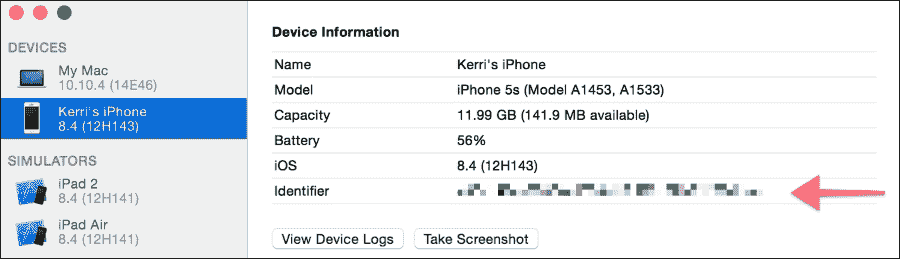 DEVICES
My Mac
10.10.4 (14E46)
Kerri's iPhone
8.4 (12H143)
SIMULATORS
iPad 2
8.4 (12H141)
iPad Air
8.4 (12H141)
Device Information
Name Kerri's iPhone
Model iPhone 5s (Model A1453, A1533)
Capacity 11.99 GB (141.9 MB available)
Battery 56%
iOS 8.4 (12H143)
Identifier
View Device Logs Take Screenshot